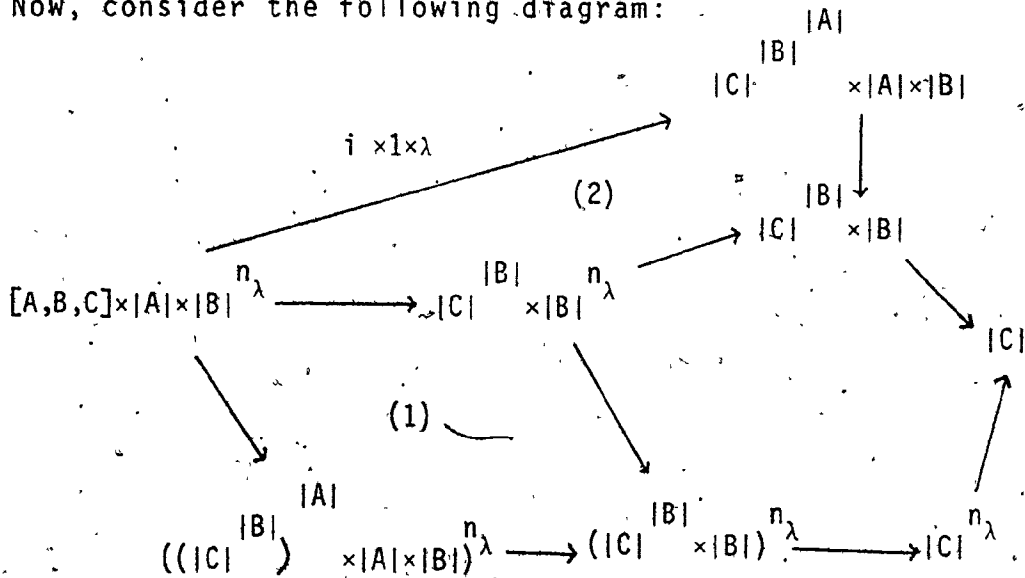 Now, consider the following diagram:
|A|
|B|
|C| ×|A|×|B|
i ×1×λ
(2)
|B|
|C| ×|B|
n_λ
|B| n_λ
[A,B,C]×|A|×|B| |C| ×|B|
|C|
(1)
|A|
|B| n_λ |B| n_λ n_λ
((|C| ) ×|A|×|B|) (|C| ×|B|) |C|